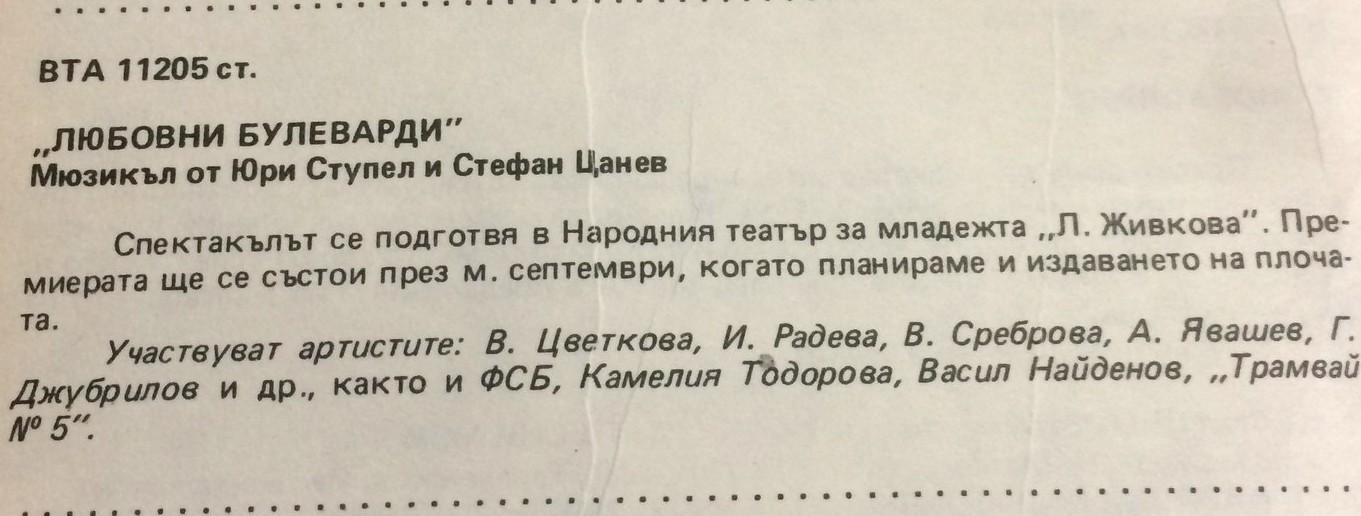 ВТА 11205 ст.
„ЛЮБОВНИ БУЛЕВАРДИ”
Мюзикъл от Юри Ступел и Стефан Цанев
Спектакълът се подготвя в Народния театър за младежта „Л. Живкова”. Пре-
миерата ще се състои през м. септември, когато планираме и издаването на плоча-
та.
Участвуват артистите: В. Цветкова, И. Радева, В. Среброва, А. Явашев, Г.
Джубрилов и др., както и ФСБ, Камелия Тодорова, Васил Найденов, „Трамвай
№ 5”.